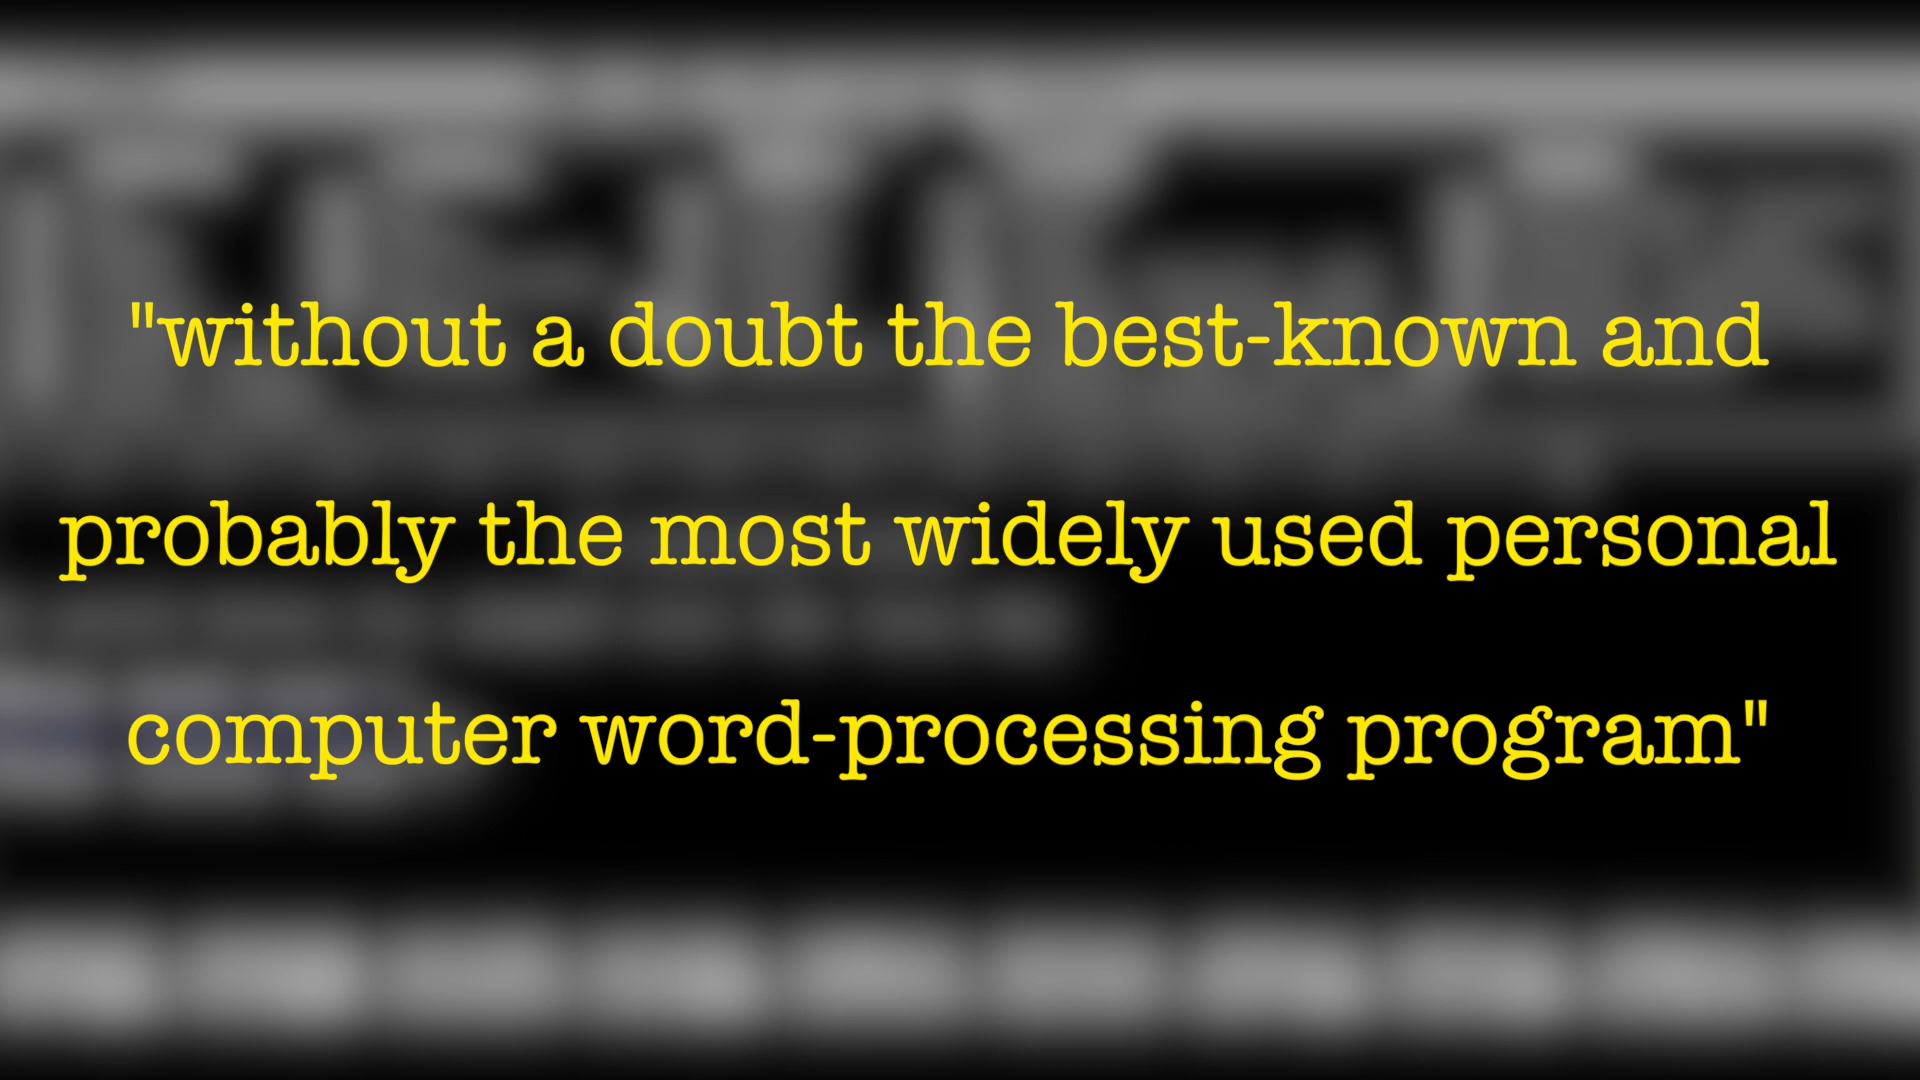 "without a doubt the best-known and
probably the most widely used personal
computer word-processing program"